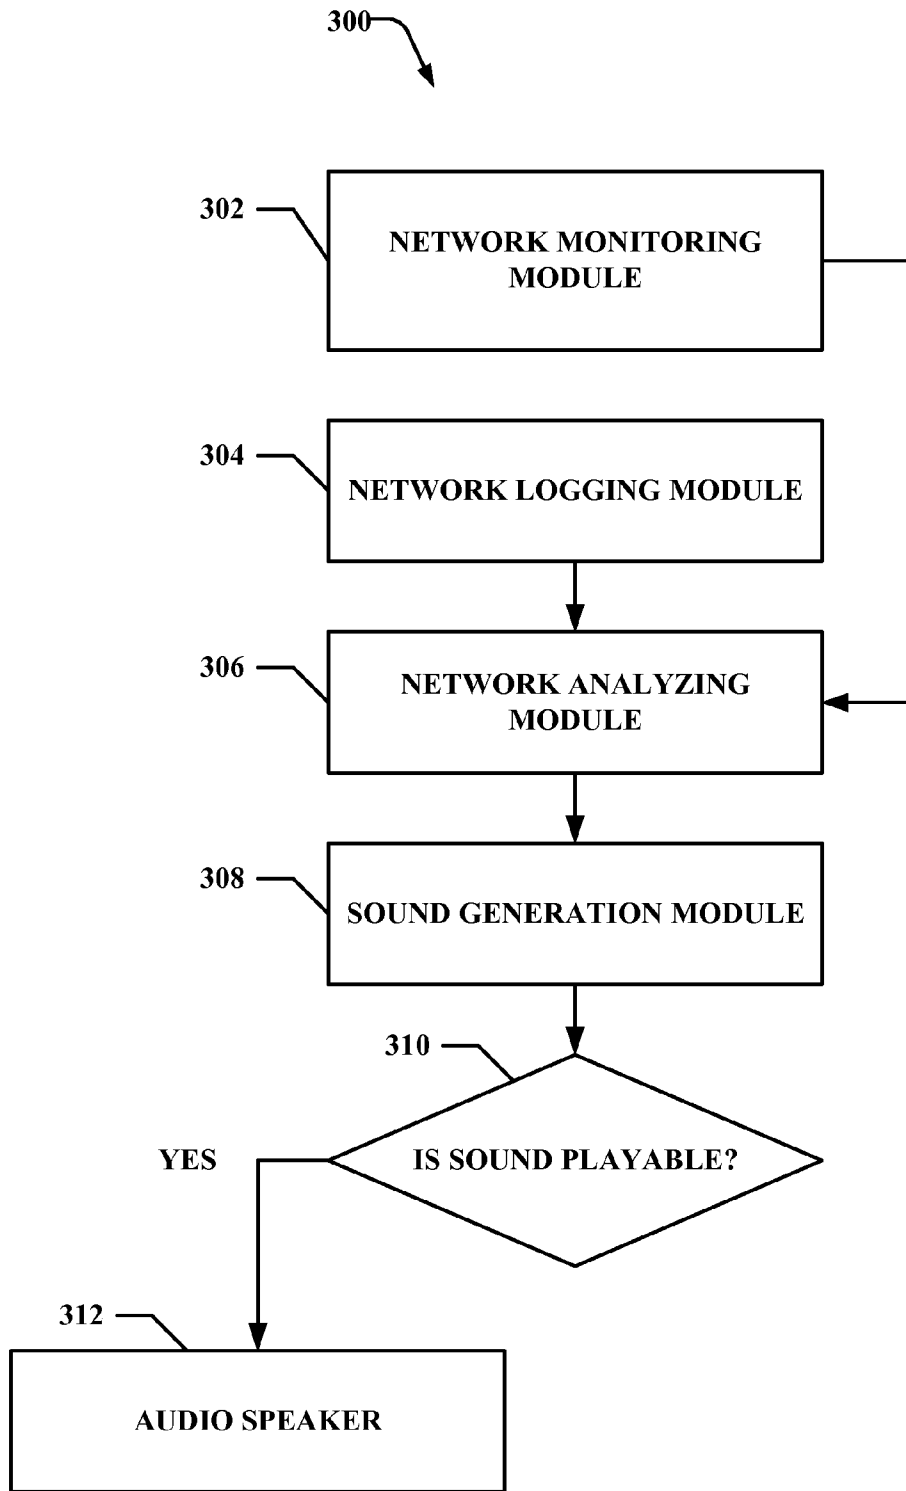 300
302
NETWORK MONITORING
MODULE
304
NETWORK LOGGING MODULE
306
NETWORK ANALYZING
MODULE
308
SOUND GENERATION MODULE
310
YES
IS SOUND PLAYABLE?
312
AUDIO SPEAKER